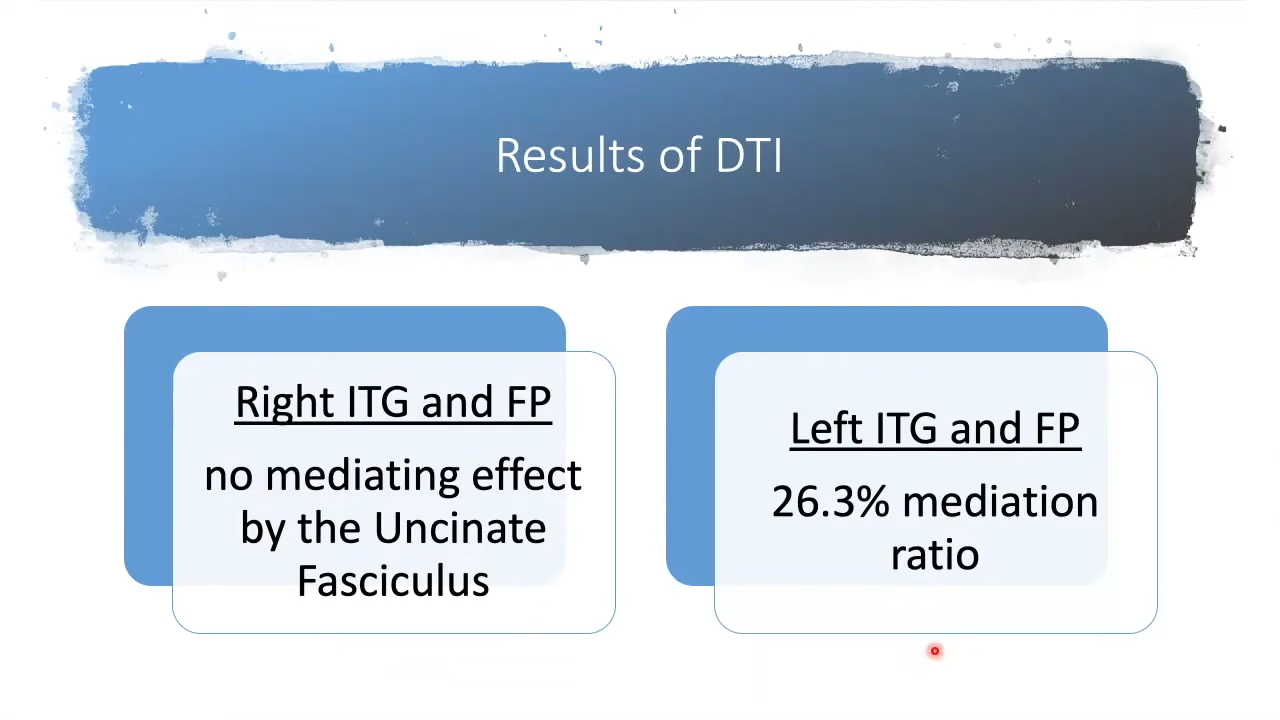 Results of DTI
Right ITG and FP
no mediating effect
by the Uncinate
Fasciculus
Left ITG and FP
26.3% mediation
ratio